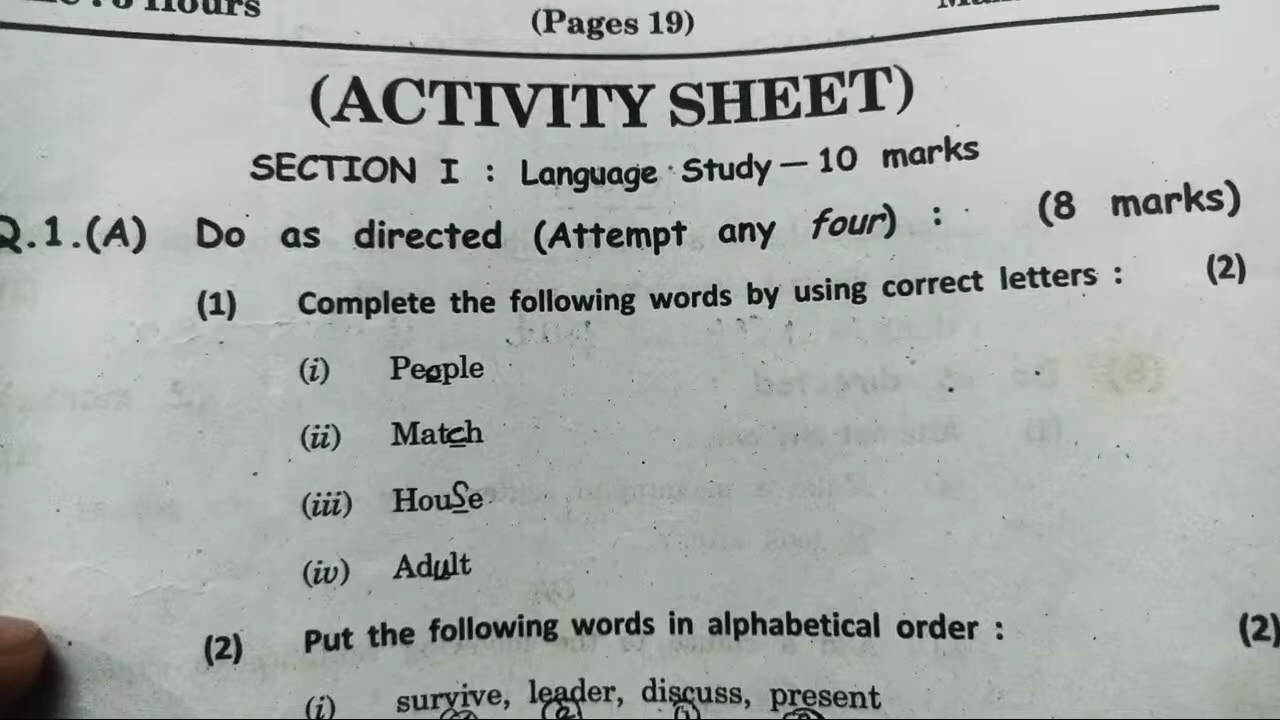 Hours
(Pages 19)
(ACTIVITY SHEET)
SECTION I : Language Study — 10 marks
Q.1.(A) Do as directed (Attempt any four) : (8 marks)
(1) Complete the following words by using correct letters : (2)
(i) People
(ii) Match
(iii) HouSe
(iv) Adult
(2) Put the following words in alphabetical order : (2)
(i) survive, leader, discuss, present